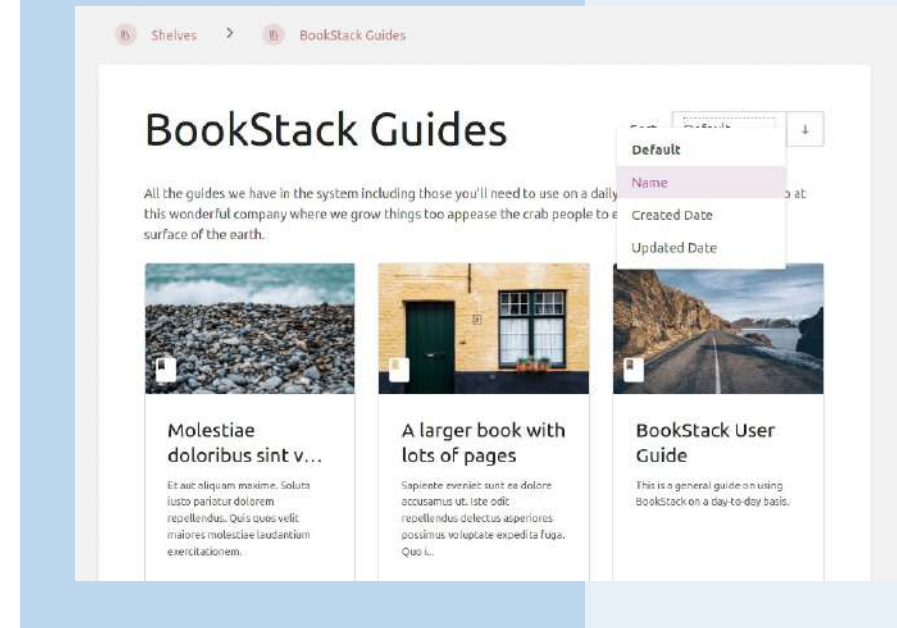 Shelves > BookStack Guides
BookStack Guides
Sort Default ↓
Default
Name
Created Date
Updated Date
All the guides we have in the system including those you'll need to use on a daily
this wonderful company where we grow things too appease the crab people to
surface of the earth.
at
Molestiae
doloribus sint v...
Et aut aliquam maxime. Soluta
iusto pariatur dolorem
repellendus. Quis quos velit
maiores molestiae laudantium
exercitationem.
A larger book with
lots of pages
Sapiente eveniet sunt ea dolore
accusamus ut. Iste odit
repellendus delectus asperiores
possimus voluptate expedita fuga.
Quo i...
BookStack User
Guide
This is a general guide on using
BookStack on a day-to-day basis.